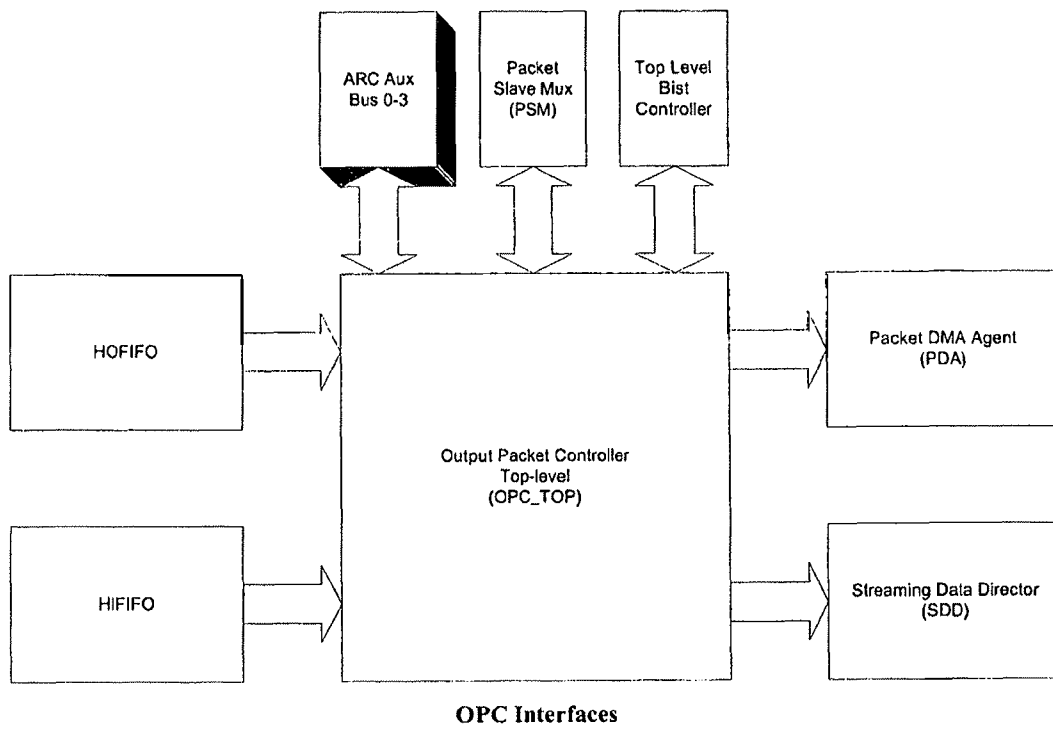 ARC Aux
Bus 0-3
Packet
Slave Mux
(PSM)
Top Level
Bist
Controller
HOFIFO
Packet DMA Agent
(PDA)
Output Packet Controller
Top-level
(OPC_TOP)
HIFIFO
Streaming Data Director
(SDD)
OPC Interfaces